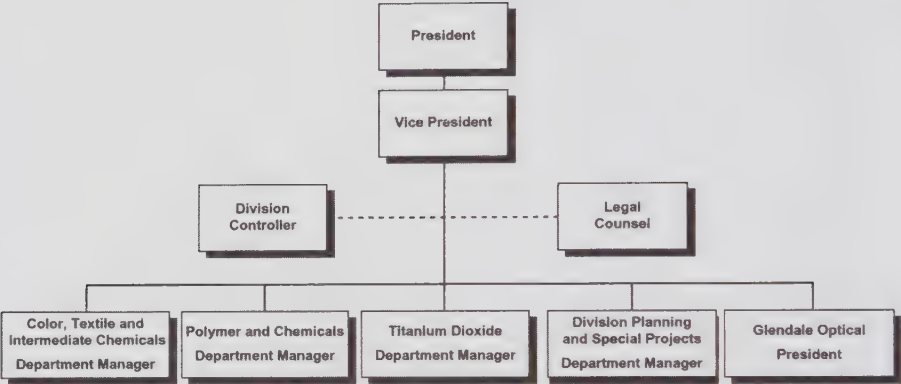 President
Vice President
Division
Controller
Legal
Counsel
Color, Textile and
Intermediate Chemicals
Department Manager
Polymer and Chemicals
Department Manager
Titanium Dioxide
Department Manager
Division Planning
and Special Projects
Department Manager
Glendale Optical
President